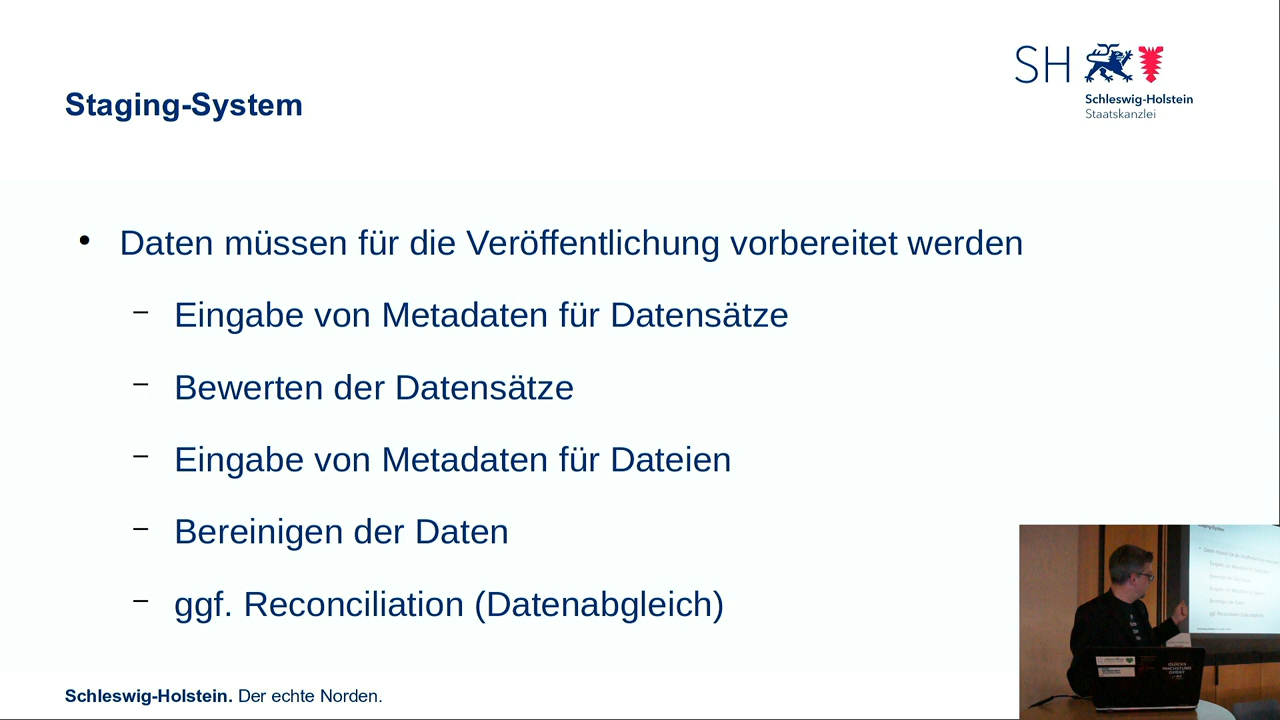 SH
Schleswig-Holstein
Staatskanzlei
Staging-System
• Daten müssen für die Veröffentlichung vorbereitet werden
– Eingabe von Metadaten für Datensätze
– Bewerten der Datensätze
– Eingabe von Metadaten für Dateien
– Bereinigen der Daten
– ggf. Reconciliation (Datenabgleich)
Schleswig-Holstein. Der echte Norden.